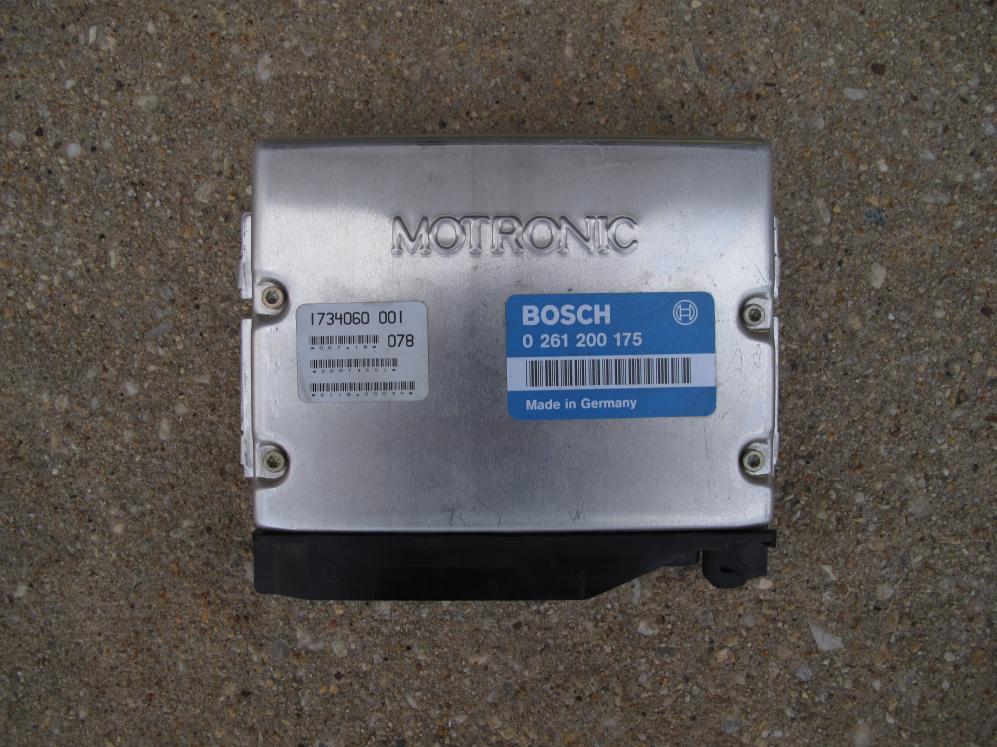 MOTRONIC
1734060 001
078
BOSCH
0 261 200 175
Made in Germany